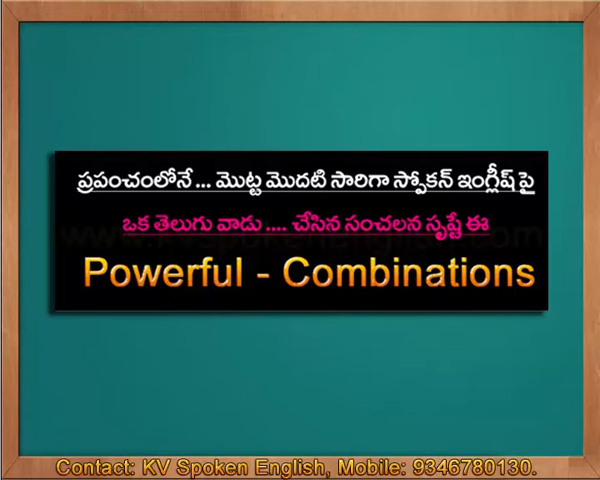 ప్రపంచంలోనే ... మొట్ట మొదటి సారిగా స్పోకన్ ఇంగ్లీష్ పై
ఒక తెలుగు వాడు .... చేసిన సంచలన సృష్టే ఈ
Powerful - Combinations
Contact: KV Spoken English, Mobile: 9346780130.